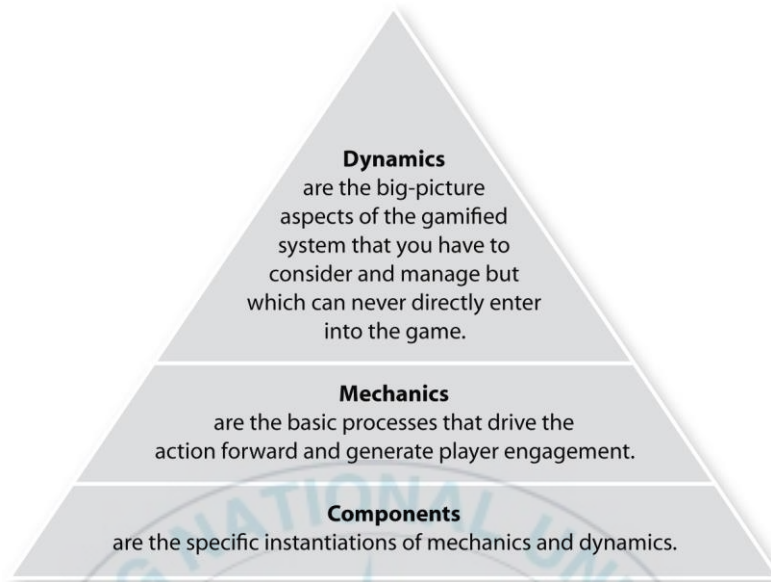 Dynamics
are the big-picture
aspects of the gamified
system that you have to
consider and manage but
which can never directly enter
into the game.
Mechanics
are the basic processes that drive the
action forward and generate player engagement.
Components
are the specific instantiations of mechanics and dynamics.
NATIONAL